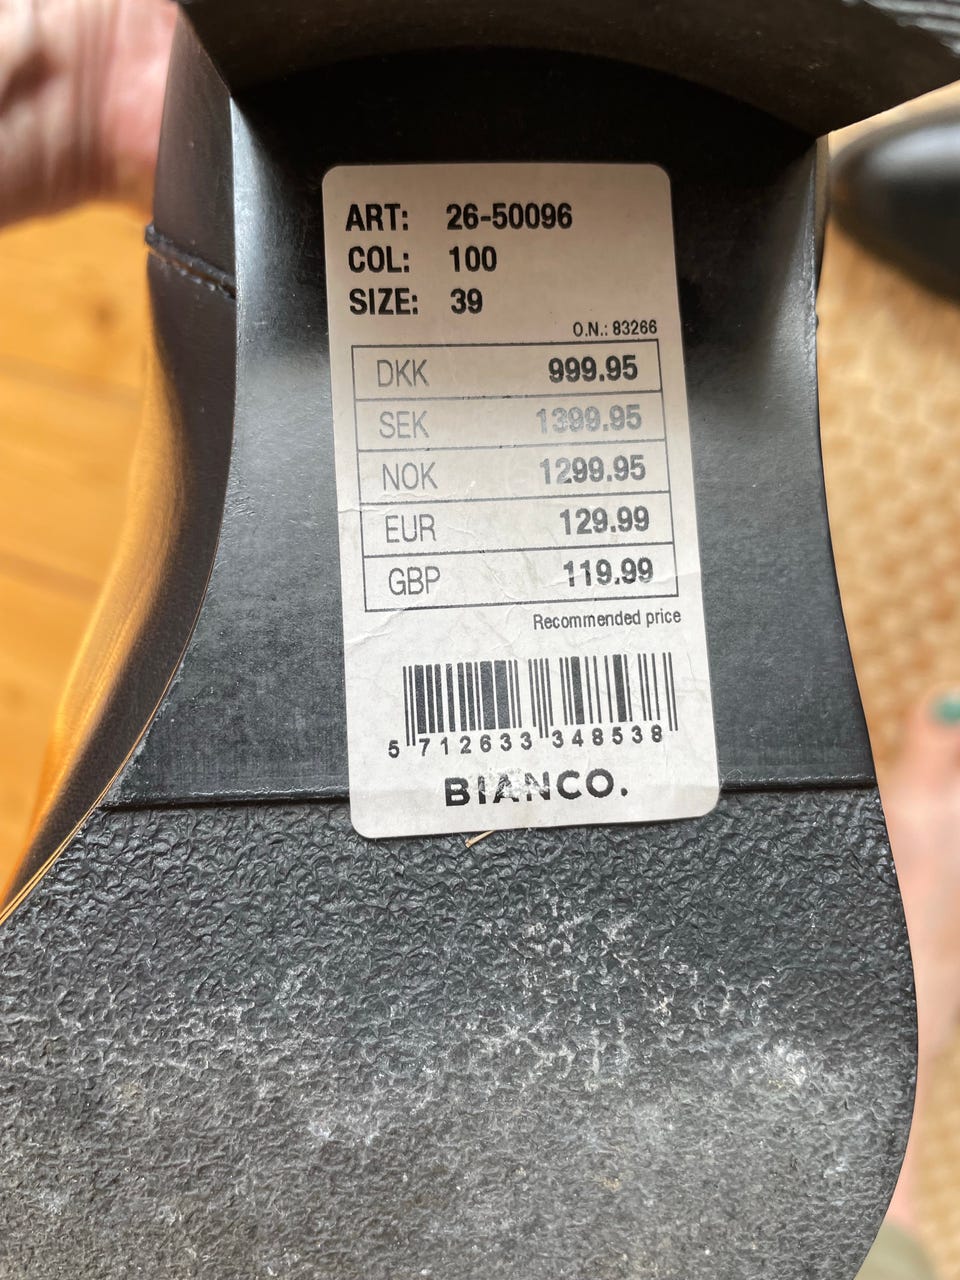 ART: 26-50096
COL: 100
SIZE: 39
O.N.: 83266
DKK 999.95
SEK 1399.95
NOK 1299.95
EUR 129.99
GBP 119.99
Recommended price
5 712633 348538
BIANCO.